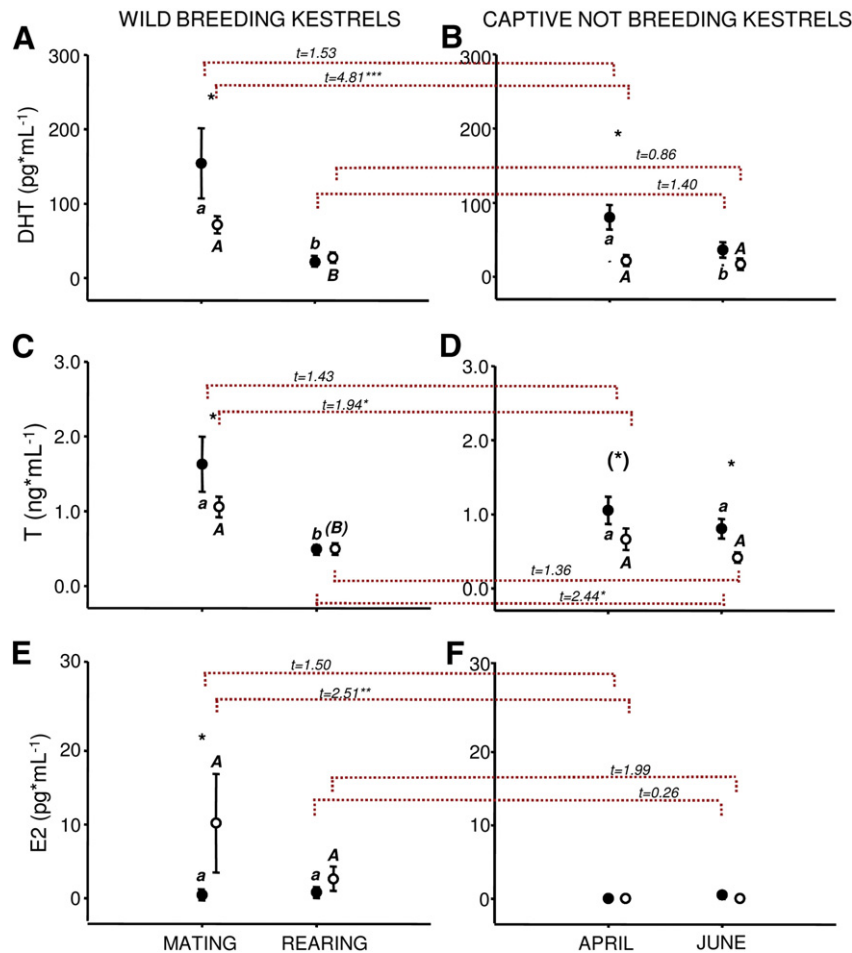 WILD BREEDING KESTRELS
CAPTIVE NOT BREEDING KESTRELS
A
B
DHT (pg*mL-1)
300
200
100
0
300
200
100
0
t=1.53
t=4.81***
*
*
t=0.86
t=1.40
a
A
b
B
a
A
A
b
C
D
T (ng*mL-1)
3.0
2.0
1.0
0.0
3.0
2.0
1.0
0.0
t=1.43
t=1.94*
*
(*)
*
a
A
b
(B)
a
A
a
A
t=1.36
t=2.44*
E
F
E2 (pg*mL-1)
30
20
10
0
30
20
10
0
t=1.50
t=2.51**
*
A
a
a
A
t=1.99
t=0.26
MATING
REARING
APRIL
JUNE